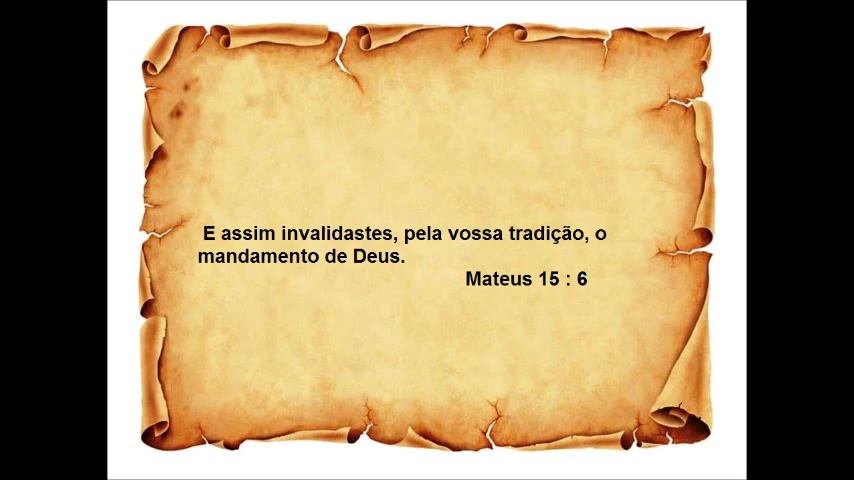 E assim invalidastes, pela vossa tradição, o
mandamento de Deus.
Mateus 15 : 6